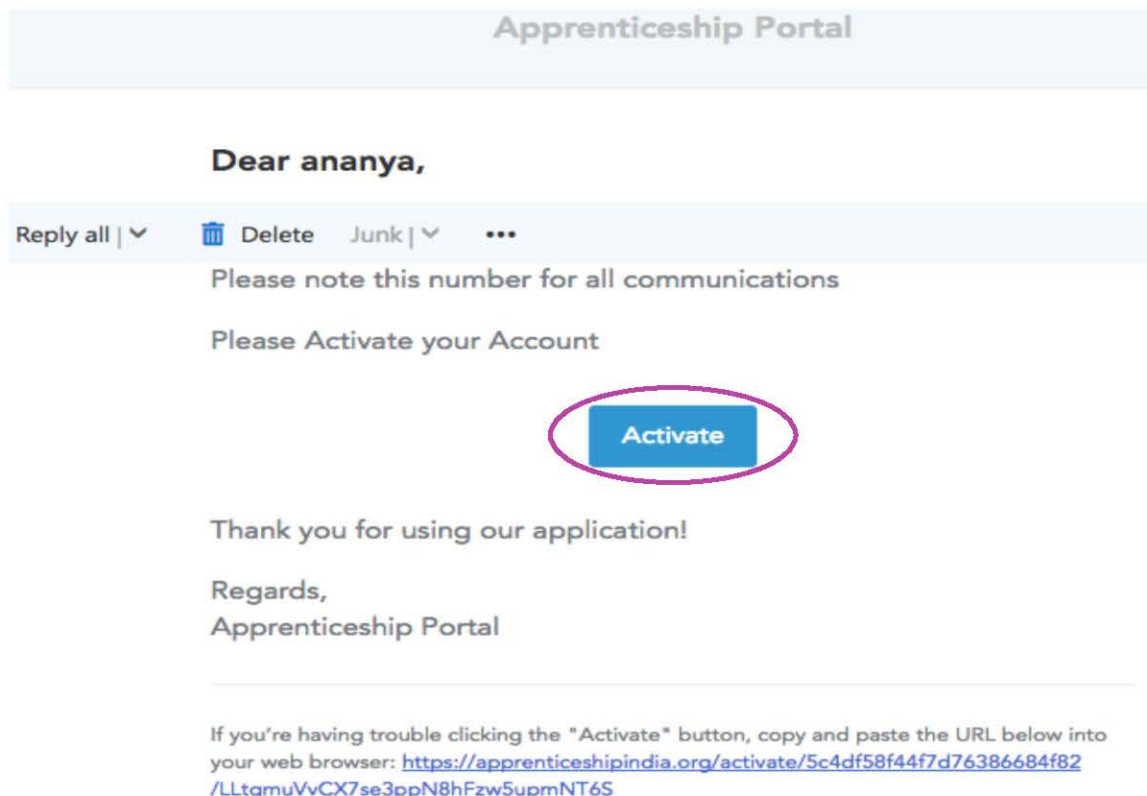 Apprenticeship Portal
Dear ananya,
Reply all | Delete Junk | •••
Please note this number for all communications
Please Activate your Account
Activate
Thank you for using our application!
Regards,
Apprenticeship Portal
If you're having trouble clicking the "Activate" button, copy and paste the URL below into
your web browser: https://apprenticeshipindia.org/activate/5c4df58f44f7d76386684f82
/LLtgmuVvCX7se3ppN8hFzw5upmNT6S